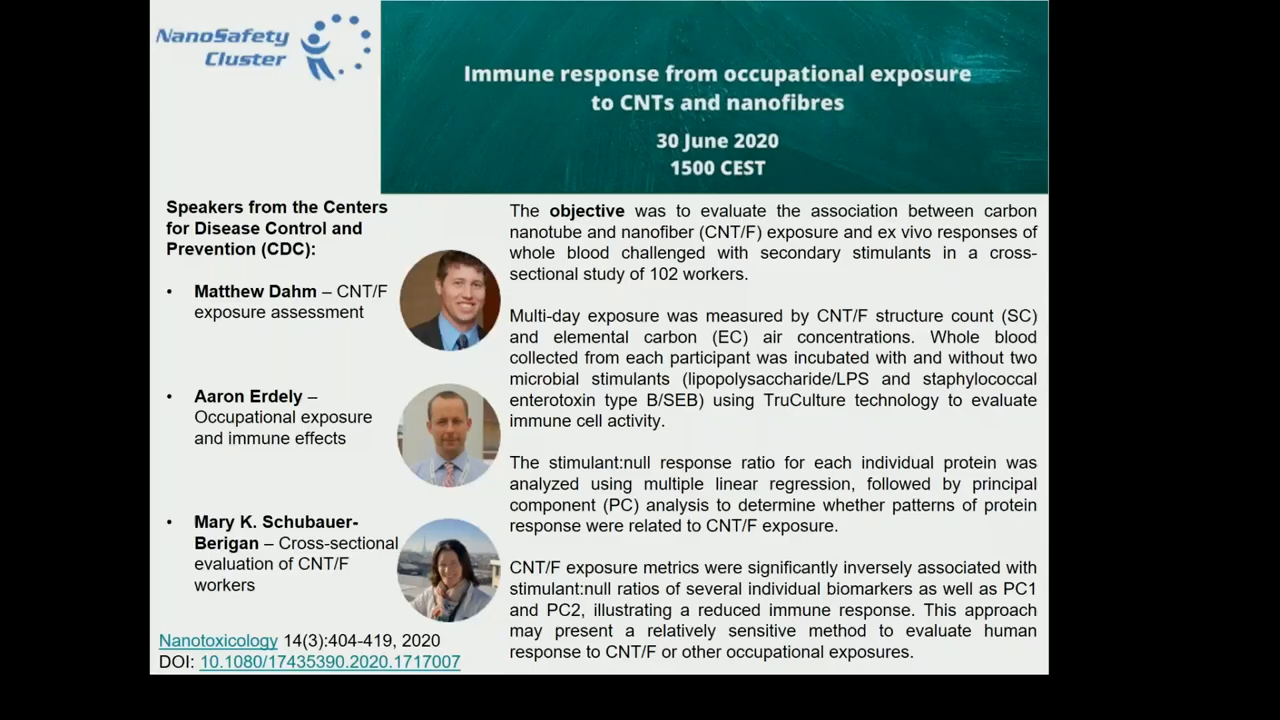 NanoSafety
Cluster
Immune response from occupational exposure
to CNTs and nanofibres
30 June 2020
1500 CEST
Speakers from the Centers
for Disease Control and
Prevention (CDC):
• Matthew Dahm – CNT/F
exposure assessment
• Aaron Erdely –
Occupational exposure
and immune effects
• Mary K. Schubauer-
Berigan – Cross-sectional
evaluation of CNT/F
workers
Nanotoxicology 14(3):404-419, 2020
DOI: 10.1080/17435390.2020.1717007
The objective was to evaluate the association between carbon
nanotube and nanofiber (CNT/F) exposure and ex vivo responses of
whole blood challenged with secondary stimulants in a cross-
sectional study of 102 workers.
Multi-day exposure was measured by CNT/F structure count (SC)
and elemental carbon (EC) air concentrations. Whole blood
collected from each participant was incubated with and without two
microbial stimulants (lipopolysaccharide/LPS and staphylococcal
enterotoxin type B/SEB) using TruCulture technology to evaluate
immune cell activity.
The stimulant:null response ratio for each individual protein was
analyzed using multiple linear regression, followed by principal
component (PC) analysis to determine whether patterns of protein
response were related to CNT/F exposure.
CNT/F exposure metrics were significantly inversely associated with
stimulant:null ratios of several individual biomarkers as well as PC1
and PC2, illustrating a reduced immune response. This approach
may present a relatively sensitive method to evaluate human
response to CNT/F or other occupational exposures.